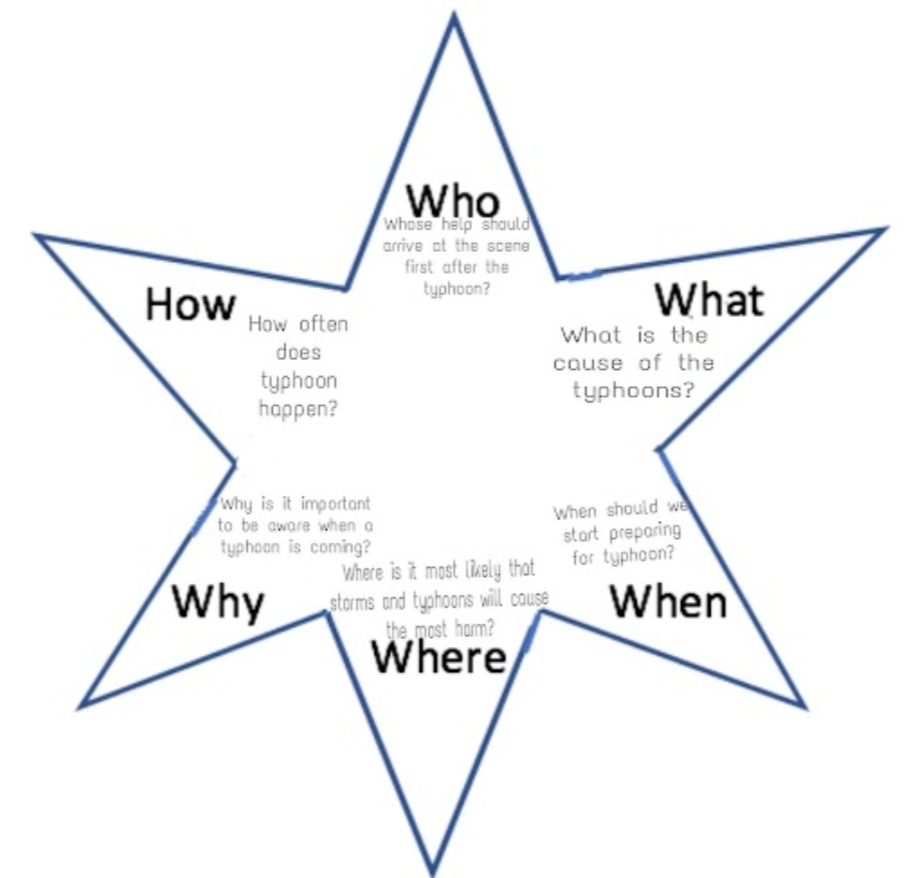 Who
Whose help should
arrive at the scene
first after the
typhoon?
How
How often
does
typhoon
happen?
What
What is the
cause of the
typhoons?
Why is it important
to be aware when a
typhoon is coming?
Why
When should we
start preparing
for typhoon?
When
Where is it most likely that
storms and typhoons will cause
the most harm?
Where